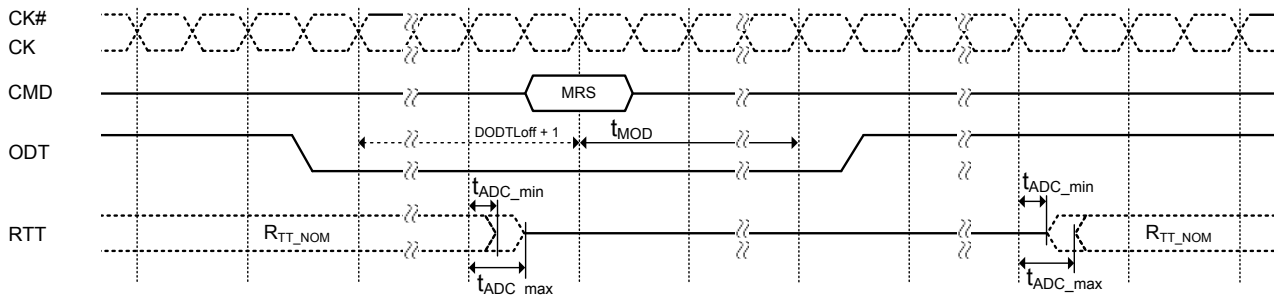 CK#
CK
CMD
MRS
ODT
DODTLoff + 1
tMOD
tADC_min
tADC_min
RTT
RTT_NOM
RTT_NOM
tADC_max
tADC_max